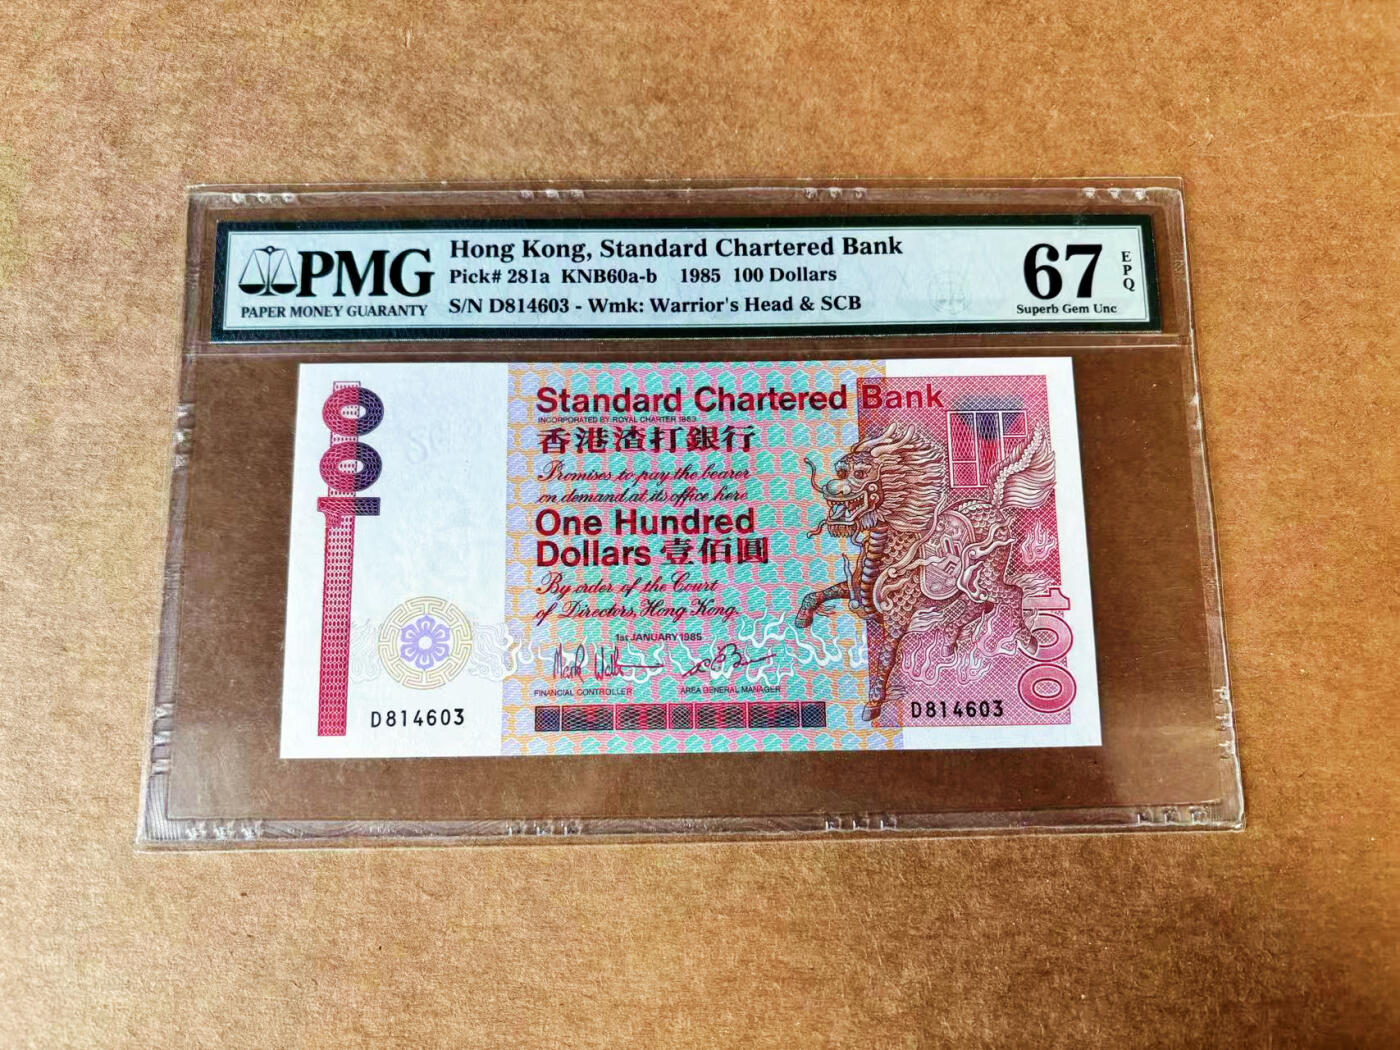 PMG
PAPER MONEY GUARANTY
Hong Kong, Standard Chartered Bank
Pick# 281a KNB60a-b 1985 100 Dollars
S/N D814603 - Wmk: Warrior's Head & SCB
67
EPQ
Superb Gem Unc
100
Standard Chartered Bank
INCORPORATED BY ROYAL CHARTER 1853
香港渣打銀行
Promises to pay the bearer
on demand at its office here
One Hundred
Dollars 壹佰圓
By order of the Court
of Directors, Hong Kong.
1st JANUARY 1985
FINANCIAL CONTROLLER AREA GENERAL MANAGER
D814603
D814603
100